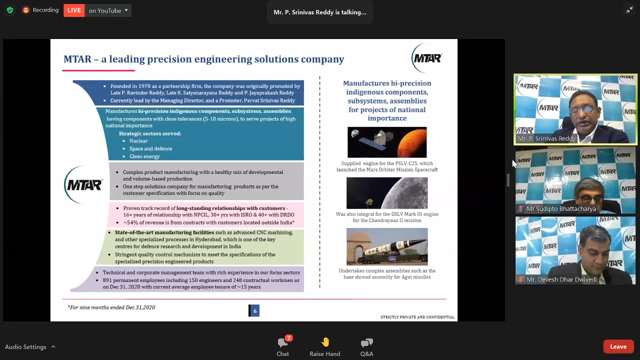 Recording
LIVE
on YouTube
Mr. P. Srinivas Reddy is talking...
MTAR – a leading precision engineering solutions company
MTAR
Founded in 1970 as a partnership firm, the company was originally promoted by
Late P. Ravinder Reddy, Late K. Satyanarayana Reddy and P. Jayaprakash Reddy
Currently lead by the Managing Director, and a Promoter, Parvat Srinivas Reddy
Manufactures hi-precision indigenous components, subsystems, assemblies
having components with close tolerances (5-10 microns), to serve projects of high
national importance
Strategic sectors served:
Nuclear
Space and defence
Clean energy
MTAR
Complex product manufacturing with a healthy mix of developmental
and volume-based production
One stop solutions company for manufacturing products as per the
customer specification with focus on quality
Proven track record of long-standing relationships with customers -
16+ years of relationship with NPCIL, 30+ yrs with ISRO & 40+ with DRDO
~54% of revenue is from contracts with customers located outside India*
State-of-the-art manufacturing facilities such as advanced CNC machining,
and other specialized processes in Hyderabad, which is one of the key
centres for defence research and development in India
Stringent quality control mechanism to meet the specifications of the
specialized precision engineered products
Technical and corporate management team with rich experience in our focus sectors
891 permanent employees including 150 engineers and 248 contractual workmen as
on Dec 31, 2020 with current average employee tenure of ~15 years
Manufactures hi-precision
indigenous components,
subsystems, assemblies
for projects of national
importance
Supplied engine for the PSLV-C25, which
launched the Mars Orbiter Mission Spacecraft
Was also integral for the GSLV Mark III engine for
the Chandrayaan II mission
Undertakes complex assemblies such as the
base shroud assembly for Agni missiles
*For nine months ended Dec 31,2020
6
STRICTLY PRIVATE AND CONFIDENTIAL
Mr. P. Srinivas Reddy
Mr. Sudipto Bhattacharya
Mr. Devesh Dhar Dwivedi
Audio Settings
Chat
Raise Hand
Q&A
Leave